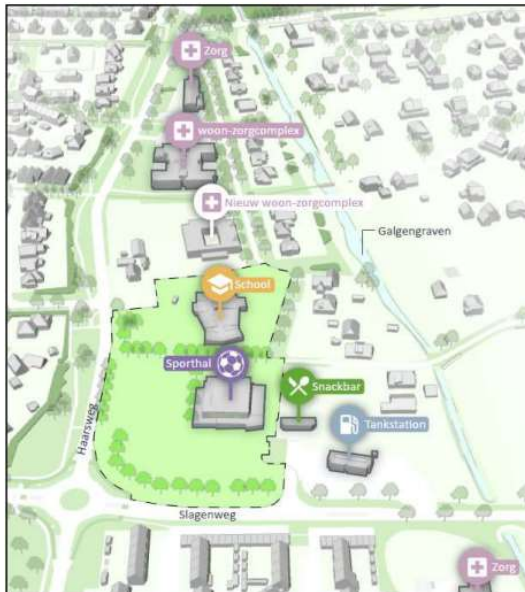 Zorg
woon-zorgcomplex
Nieuw woon-zorgcomplex
Galgengraven
School
Sporthal
Snackbar
Haarsweg
Tankstation
Slagenweg
Zorg